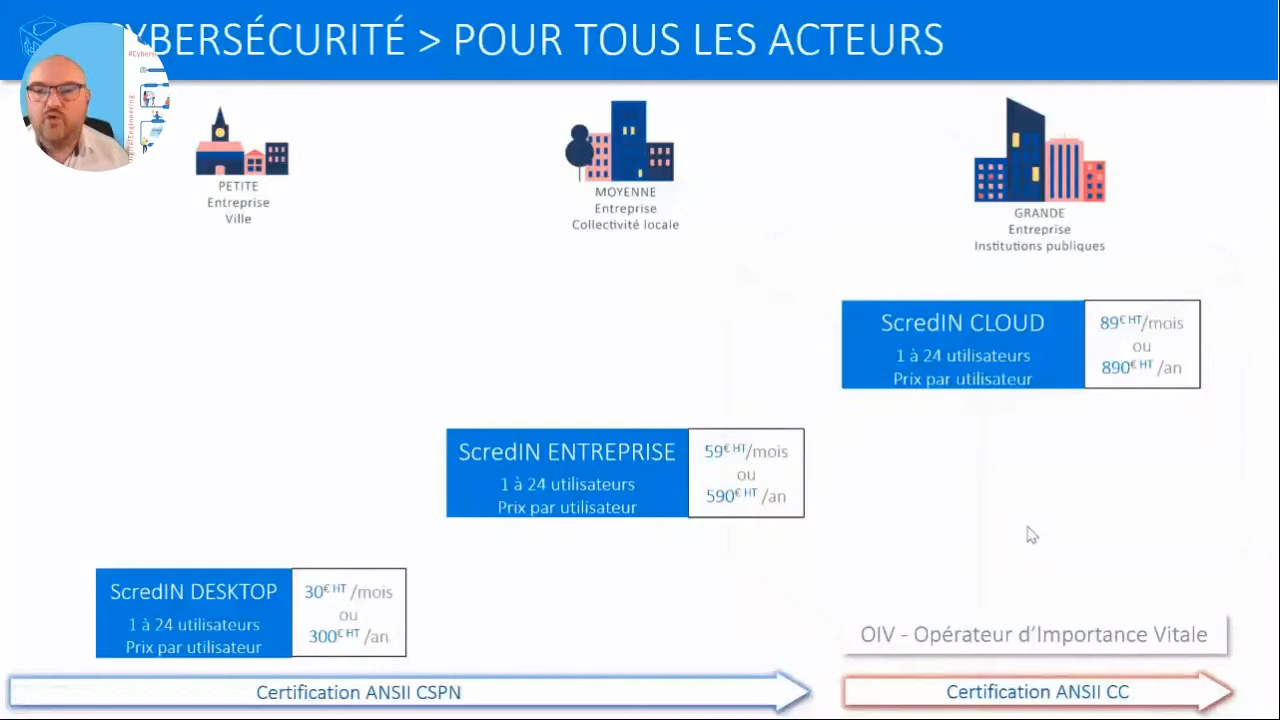 CYBERSÉCURITÉ > POUR TOUS LES ACTEURS
PETITE
Entreprise
Ville
MOYENNE
Entreprise
Collectivité locale
GRANDE
Entreprise
Institutions publiques
ScredIN CLOUD
1 à 24 utilisateurs
Prix par utilisateur
89€ HT/mois
ou
890€ HT /an
ScredIN ENTREPRISE
1 à 24 utilisateurs
Prix par utilisateur
59€ HT/mois
ou
590€ HT /an
ScredIN DESKTOP
1 à 24 utilisateurs
Prix par utilisateur
30€ HT /mois
ou
300€ HT /an
OIV - Opérateur d’Importance Vitale
Certification ANSII CSPN
Certification ANSII CC